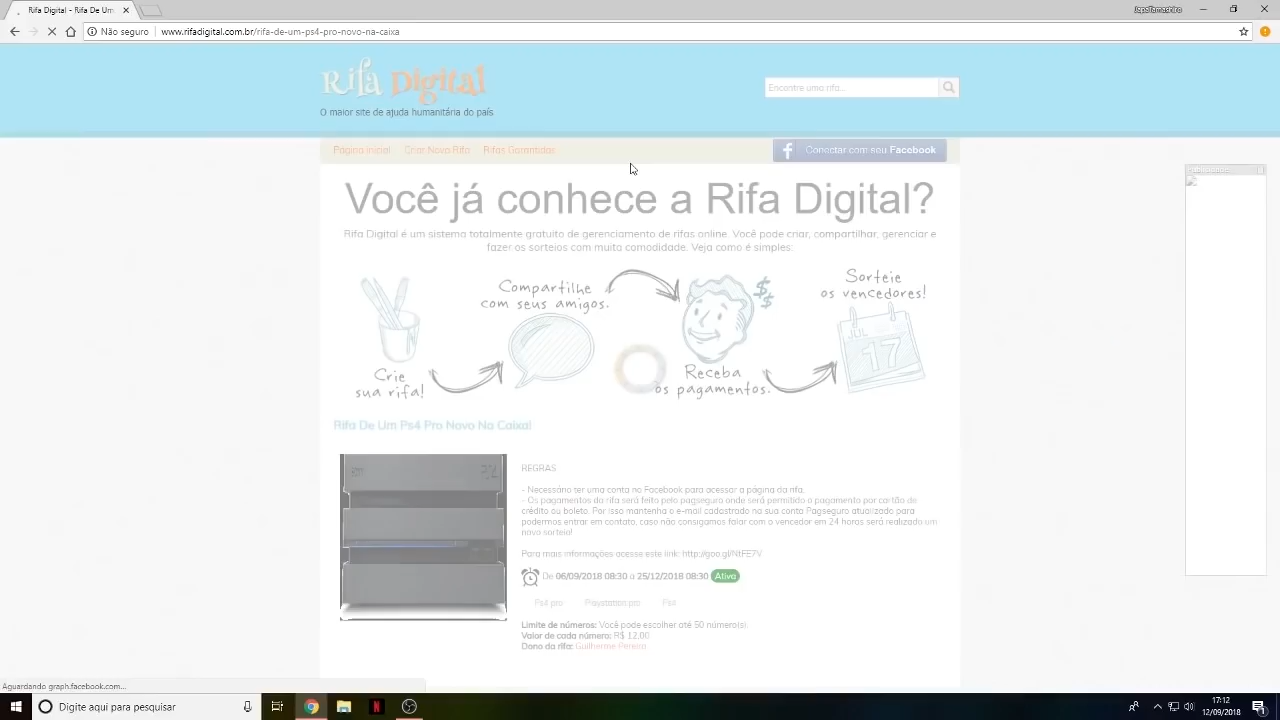 Rifa Digital - Rifa De Um
JapaTomashiro
Não seguro
www.rifadigital.com.br/rifa-de-um-ps4-pro-novo-na-caixa
Rifa Digital
O maior site de ajuda humanitária do país
Encontre uma rifa...
Página inicial Criar Nova Rifa Rifas Garantidas
Conectar com seu Facebook
Você já conhece a Rifa Digital?
Rifa Digital é um sistema totalmente gratuito de gerenciamento de rifas online. Você pode criar, compartilhar, gerenciar e
fazer os sorteios com muita comodidade. Veja como é simples:
Crie
sua rifa!
Compartilhe
com seus amigos.
$$
Receba
os pagamentos.
Sorteie
os vencedores!
17
Rifa De Um Ps4 Pro Novo Na Caixa!
REGRAS
- Necessário ter uma conta no Facebook para acessar a página da rifa.
- Os pagamentos da rifa será feito pelo pagseguro onde será permitido o pagamento por cartão de
crédito ou boleto. Por isso mantenha o e-mail cadastrado na sua conta Pagseguro atualizado para
podermos entrar em contato, caso não consigamos falar com o vencedor em 24 horas será realizado um
novo sorteio!
Para mais informações acesse este link: http://goo.gl/NtFE7V
De 06/09/2018 08:30 a 25/12/2018 08:30 Ativa
Ps4 pro Playstation pro Ps4
Limite de números: Você pode escolher até 50 número(s).
Valor de cada número: R$ 12,00
Dono da rifa: Guilherme Pereira
Aguardando graph.facebook.com...
Digite aqui para pesquisar
17:12
12/09/2018